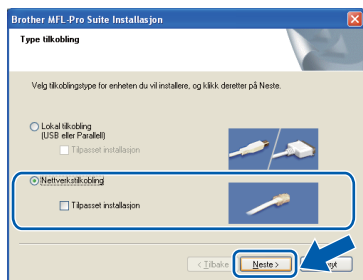 Brother MFL-Pro Suite Installasjon
Type tilkobling
Velg tilkoblingstype for enheten du vil installere, og klikk deretter på Neste.
Lokal tilkobling
(USB eller Parallell)
Tilpasset installasjon
Nettverkstilkobling
Tilpasset installasjon
< Tilbake
Neste >